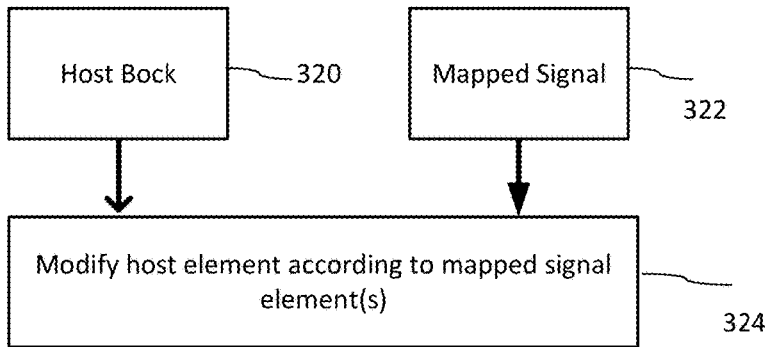 Host Bock
320
Mapped Signal
322
Modify host element according to mapped signal
element(s)
324